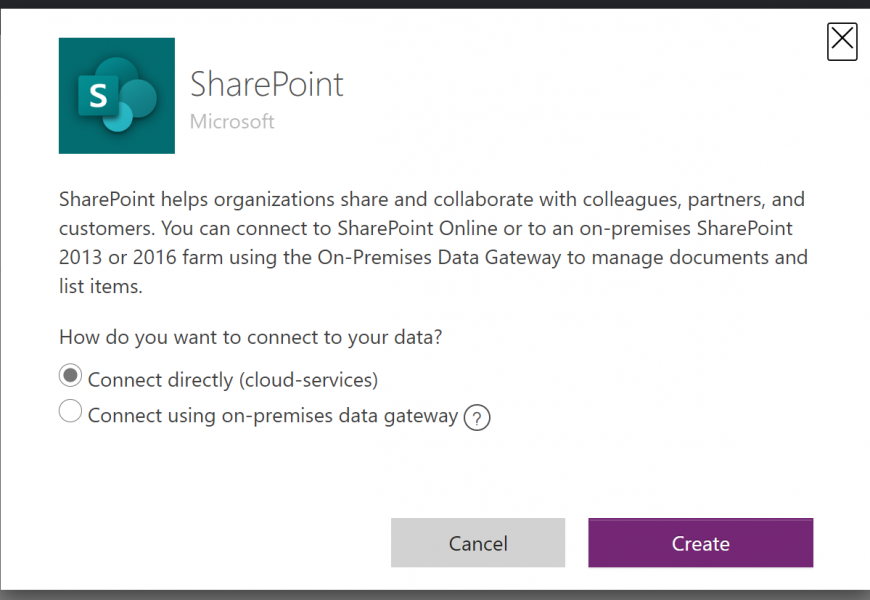 S
SharePoint
Microsoft
SharePoint helps organizations share and collaborate with colleagues, partners, and
customers. You can connect to SharePoint Online or to an on-premises SharePoint
2013 or 2016 farm using the On-Premises Data Gateway to manage documents and
list items.
How do you want to connect to your data?
Connect directly (cloud-services)
Connect using on-premises data gateway ?
Cancel
Create